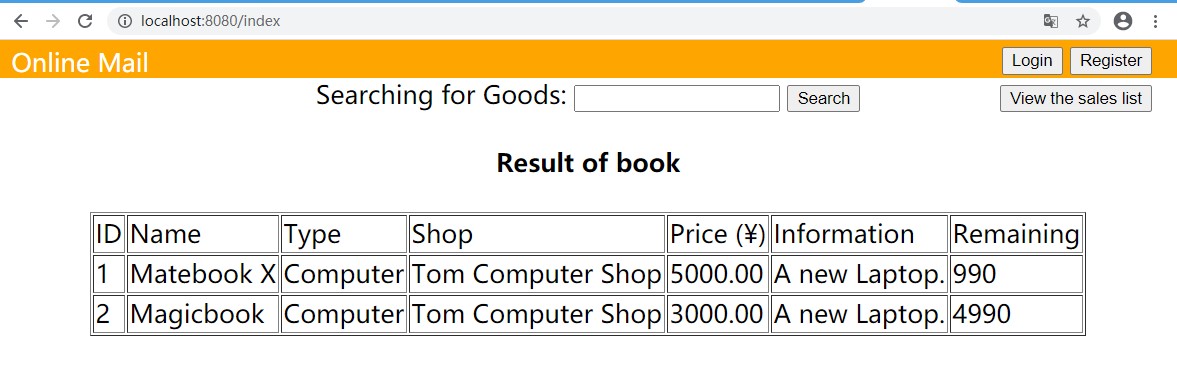 localhost:8080/index
Online Mail Login Register
Searching for Goods: Search View the sales list
Result of book
ID Name Type Shop Price (¥) Information Remaining
1 Matebook X Computer Tom Computer Shop 5000.00 A new Laptop. 990
2 Magicbook Computer Tom Computer Shop 3000.00 A new Laptop. 4990